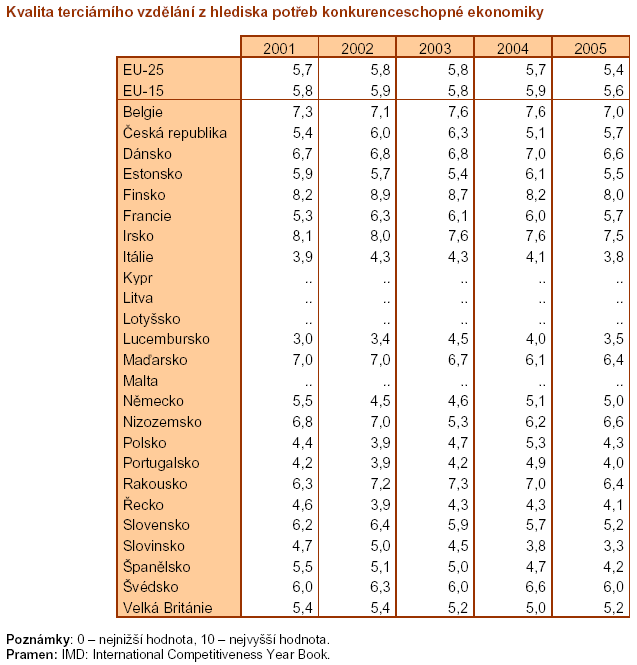 Kvalita terciárního vzdělání z hlediska potřeb konkurenceschopné ekonomiky
2001 2002 2003 2004 2005
EU-25 5,7 5,8 5,8 5,7 5,4
EU-15 5,8 5,9 5,8 5,9 5,6
Belgie 7,3 7,1 7,6 7,6 7,0
Česká republika 5,4 6,0 6,3 5,1 5,7
Dánsko 6,7 6,8 6,8 7,0 6,6
Estonsko 5,9 5,7 5,4 6,1 5,5
Finsko 8,2 8,9 8,7 8,2 8,0
Francie 5,3 6,3 6,1 6,0 5,7
Irsko 8,1 8,0 7,6 7,6 7,5
Itálie 3,9 4,3 4,3 4,1 3,8
Kypr .. .. .. .. ..
Litva .. .. .. .. ..
Lotyšsko .. .. .. .. ..
Lucembursko 3,0 3,4 4,5 4,0 3,5
Maďarsko 7,0 7,0 6,7 6,1 6,4
Malta .. .. .. .. ..
Německo 5,5 4,5 4,6 5,1 5,0
Nizozemsko 6,8 7,0 5,3 6,2 6,6
Polsko 4,4 3,9 4,7 5,3 4,3
Portugalsko 4,2 3,9 4,2 4,9 4,0
Rakousko 6,3 7,2 7,3 7,0 6,4
Řecko 4,6 3,9 4,3 4,3 4,1
Slovensko 6,2 6,4 5,9 5,7 5,2
Slovinsko 4,7 5,0 4,5 3,8 3,3
Španělsko 5,5 5,1 5,0 4,7 4,2
Švédsko 6,0 6,3 6,0 6,6 6,0
Velká Británie 5,4 5,4 5,2 5,0 5,2
Poznámky: 0 – nejnižší hodnota, 10 – nejvyšší hodnota.
Pramen: IMD: International Competitiveness Year Book.